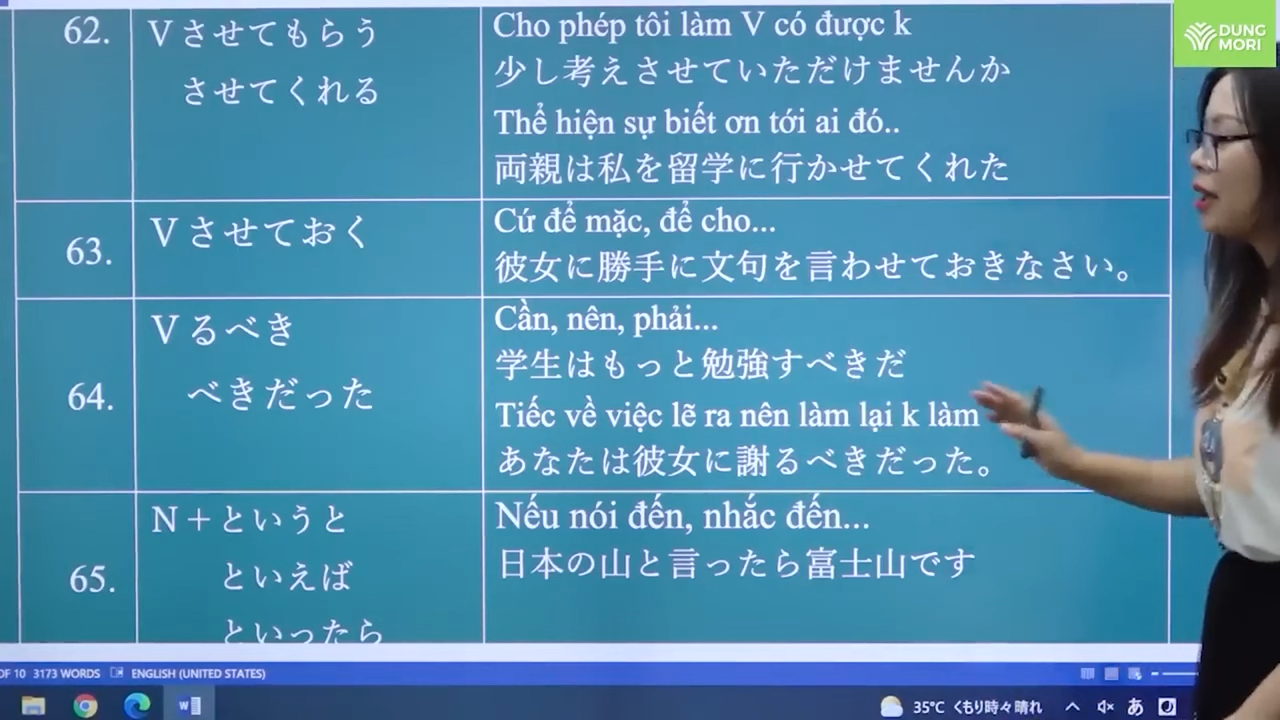 DUNG
MORI
62.
Vさせてもらう
させてくれる
Cho phép tôi làm V có được k
少し考えさせていただけませんか
Thể hiện sự biết ơn tới ai đó..
両親は私を留学に行かせてくれた
63.
Vさせておく
Cứ để mặc, để cho...
彼女に勝手に文句を言わせておきなさい。
64.
Vるべき
べきだった
Cần, nên, phải...
学生はもっと勉強すべきだ
Tiếc về việc lẽ ra nên làm lại k làm
あなたは彼女に謝るべきだった。
65.
N＋というと
といえば
といったら
Nếu nói đến, nhắc đến...
日本の山と言ったら富士山です
OF 10 3173 WORDS ENGLISH (UNITED STATES)
35°C くもり時々晴れ あ